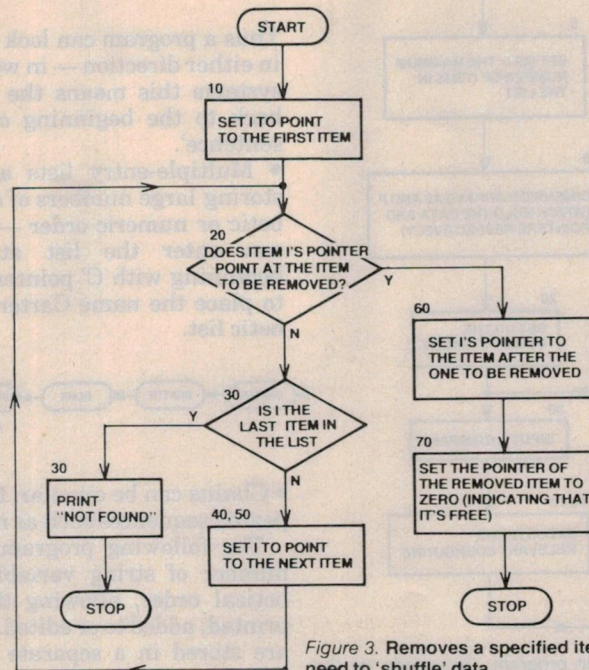 START
10
SET I TO POINT
TO THE FIRST ITEM
20
DOES ITEM I'S POINTER
POINT AT THE ITEM
TO BE REMOVED?
Y
N
60
SET I'S POINTER TO
THE ITEM AFTER THE
ONE TO BE REMOVED
30
IS I THE
LAST ITEM IN
THE LIST
Y
N
70
SET THE POINTER OF
THE REMOVED ITEM TO
ZERO (INDICATING THAT
IT'S FREE)
30
PRINT
"NOT FOUND"
40, 50
SET I TO POINT
TO THE NEXT ITEM
STOP
STOP
Figure 3. Removes a specified
need to 'shuffle' data